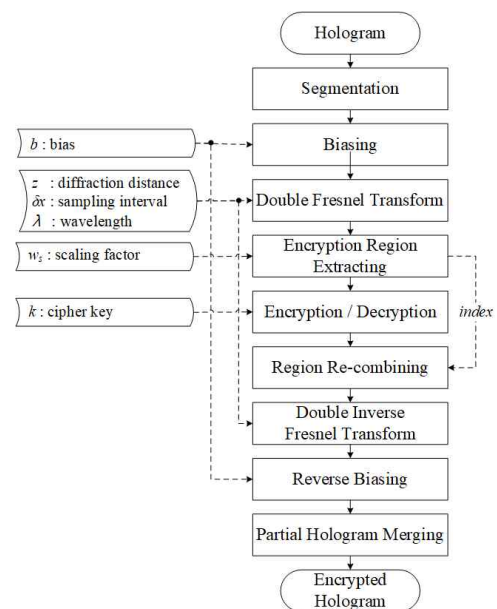 Hologram
Segmentation
b : bias
Biasing
z : diffraction distance
δx : sampling interval
λ : wavelength
Double Fresnel Transform
wₛ : scaling factor
Encryption Region
Extracting
k : cipher key
Encryption / Decryption
index
Region Re-combining
Double Inverse
Fresnel Transform
Reverse Biasing
Partial Hologram Merging
Encrypted
Hologram